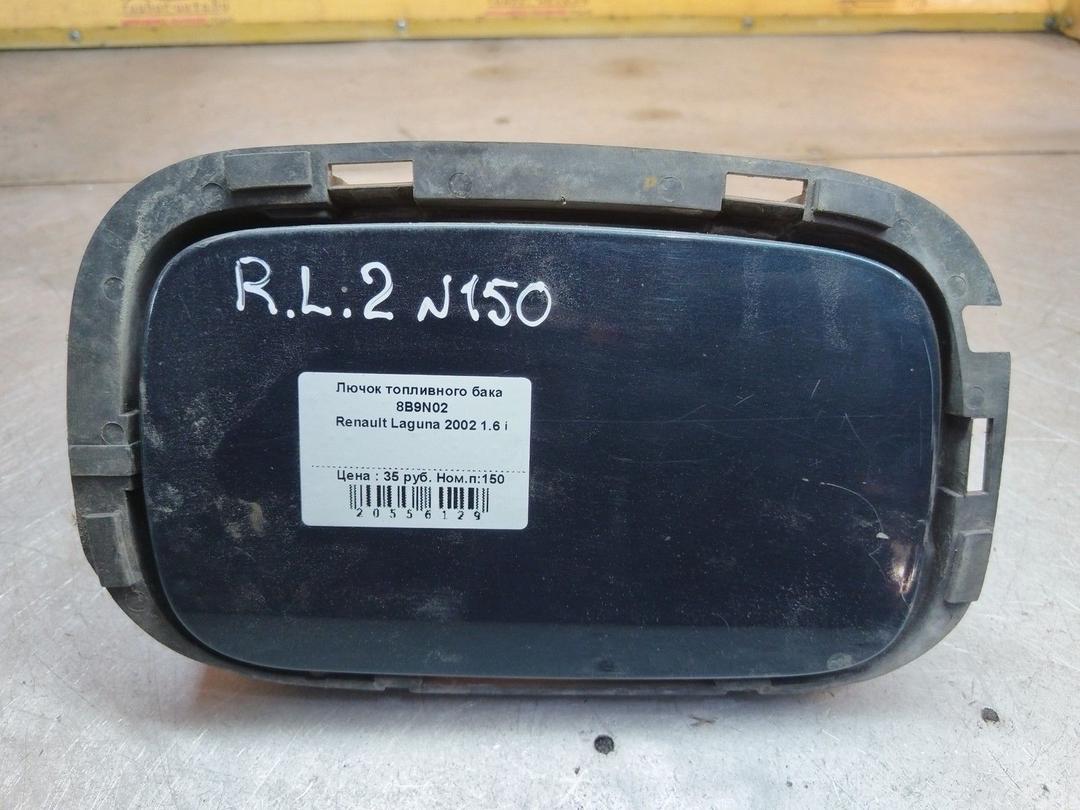 R.L.2 N150
Лючок топливного бака
8B9N02
Renault Laguna 2002 1.6 i
Цена : 35 руб. Ном.п:150
20556129